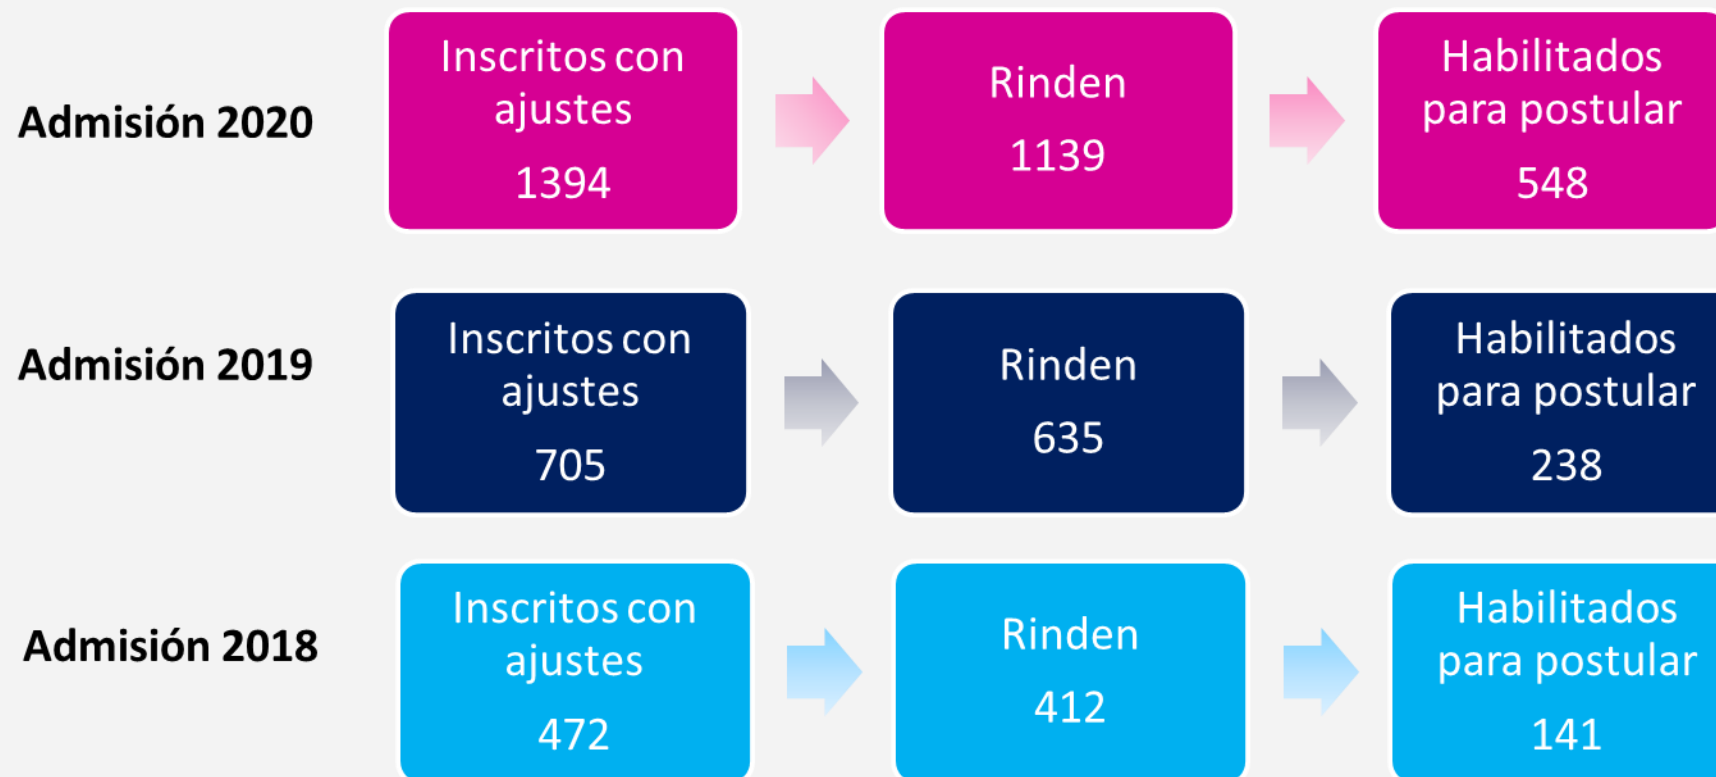 Admisión 2020
Inscritos con
ajustes
1394
Rinden
1139
Habilitados
para postular
548
Admisión 2019
Inscritos con
ajustes
705
Rinden
635
Habilitados
para postular
238
Admisión 2018
Inscritos con
ajustes
472
Rinden
412
Habilitados
para postular
141